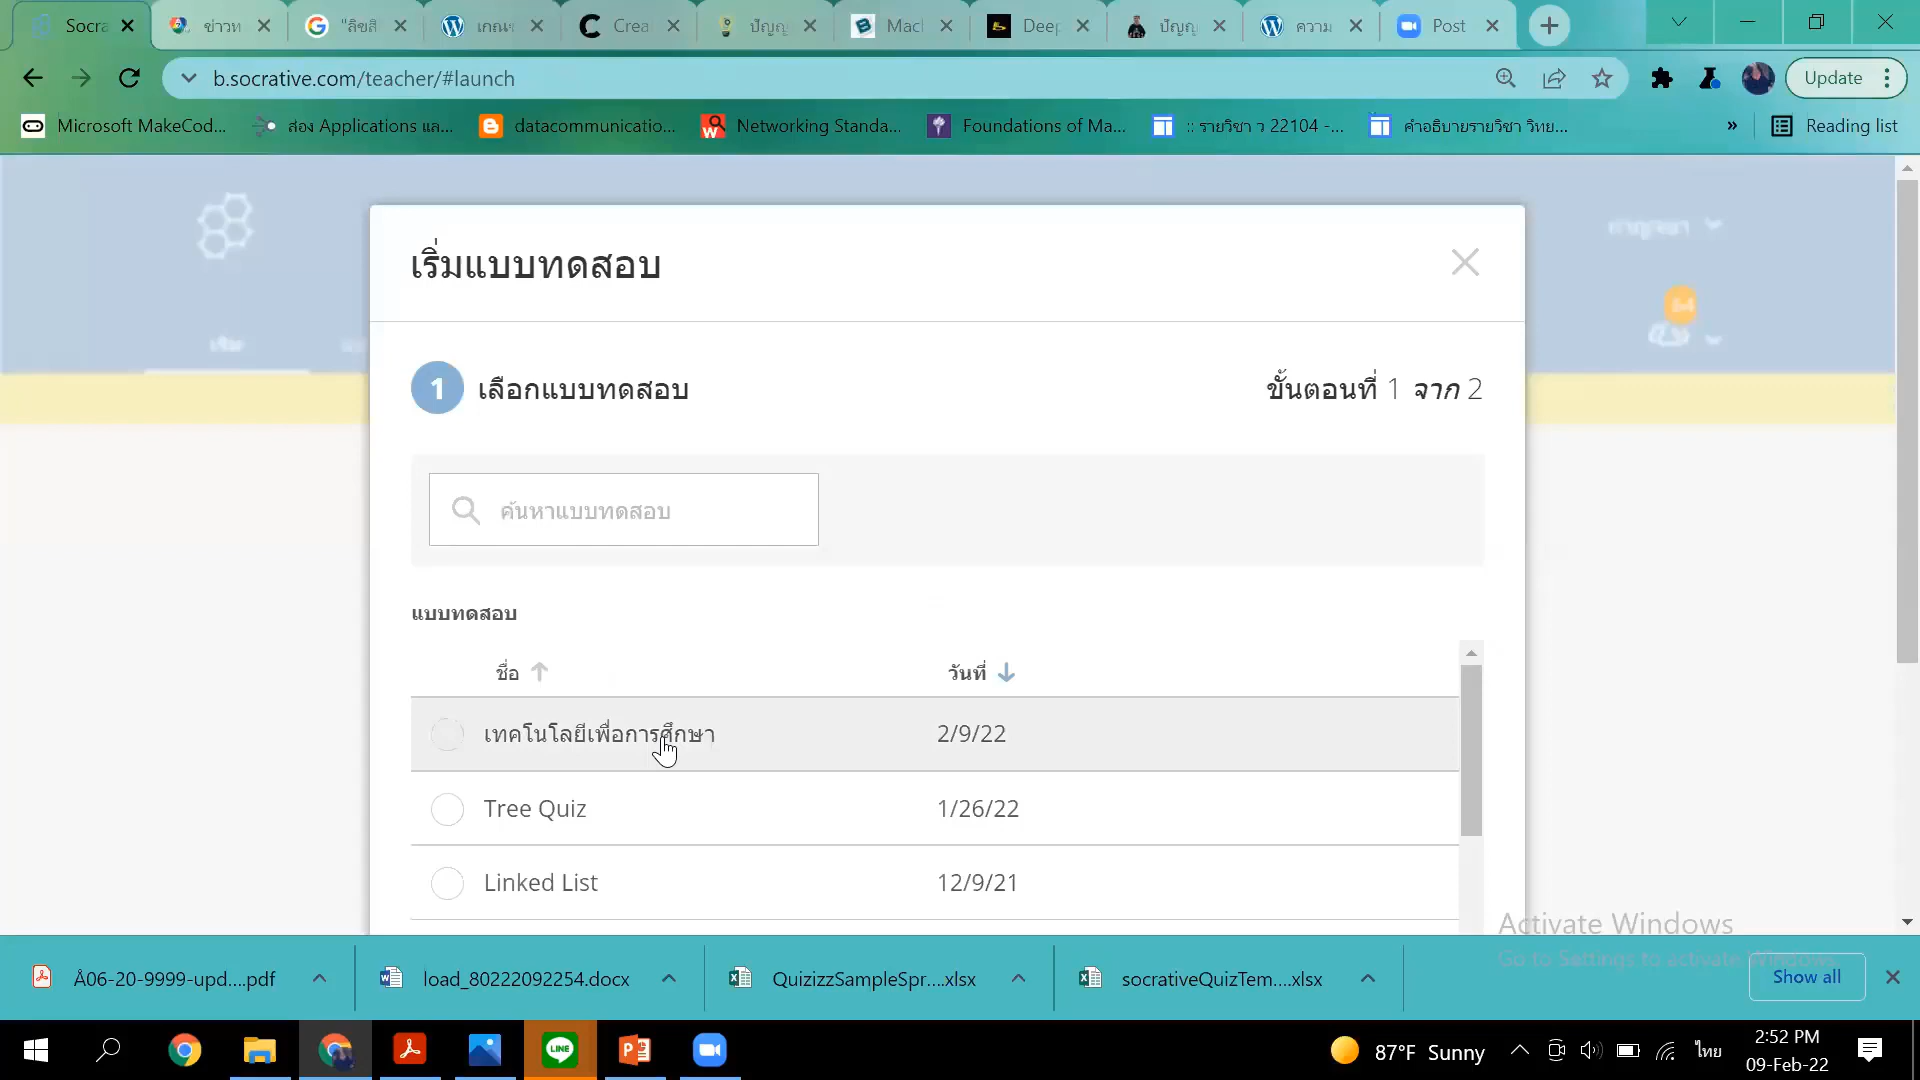 Socra
ข่าวท
"ลิขสิ
เกณฑ
Crea
ปัญญ
Macl
Deep
ปัญญ
ความ
Post
b.socrative.com/teacher/#launch
Update
Microsoft MakeCod...
ส่อง Applications แล...
datacommunicatio...
Networking Standa...
Foundations of Ma...
:: รายวิชา ว 22104 -...
คำอธิบายรายวิชา วิทย...
»
Reading list
เริ่มแบบทดสอบ
1 เลือกแบบทดสอบ
ขั้นตอนที่ 1 จาก 2
ค้นหาแบบทดสอบ
แบบทดสอบ
ชื่อ วันที่
เทคโนโลยีเพื่อการศึกษา 2/9/22
Tree Quiz 1/26/22
Linked List 12/9/21
Activate Windows
Go to Settings to activate Windows.
Å06-20-9999-upd....pdf
load_80222092254.docx
QuizizzSampleSpr....xlsx
socrativeQuizTem....xlsx
Show all
87°F Sunny
ไทย
2:52 PM
09-Feb-22